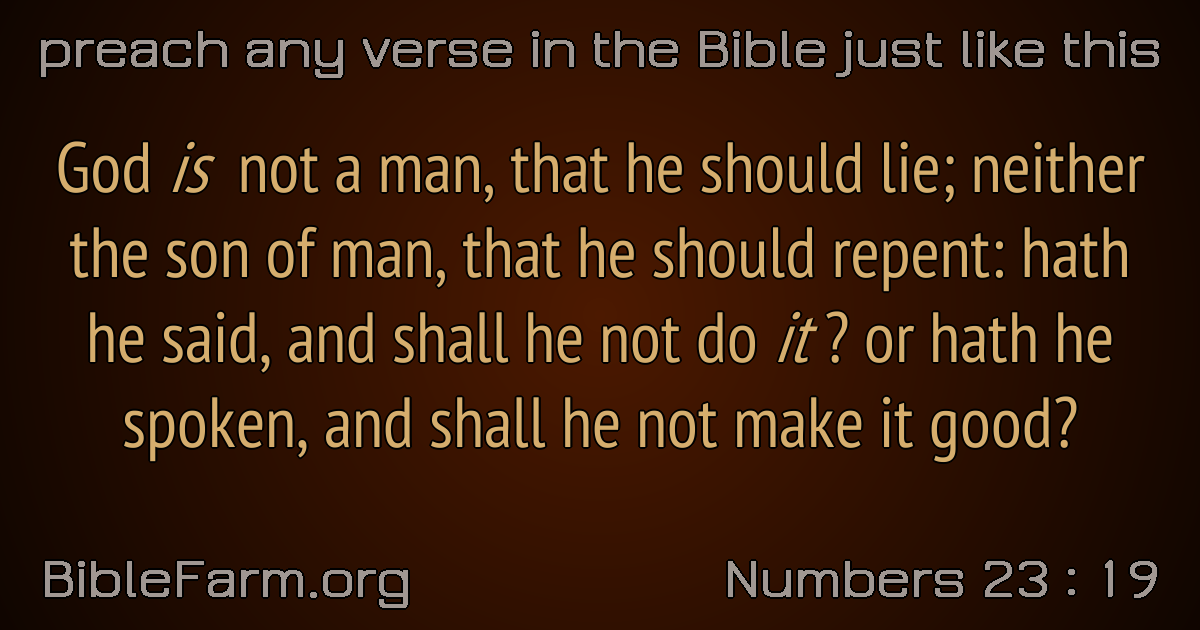 preach any verse in the Bible just like this
God is not a man, that he should lie; neither
the son of man, that he should repent: hath
he said, and shall he not do it ? or hath he
spoken, and shall he not make it good?
BibleFarm.org
Numbers 23 : 19